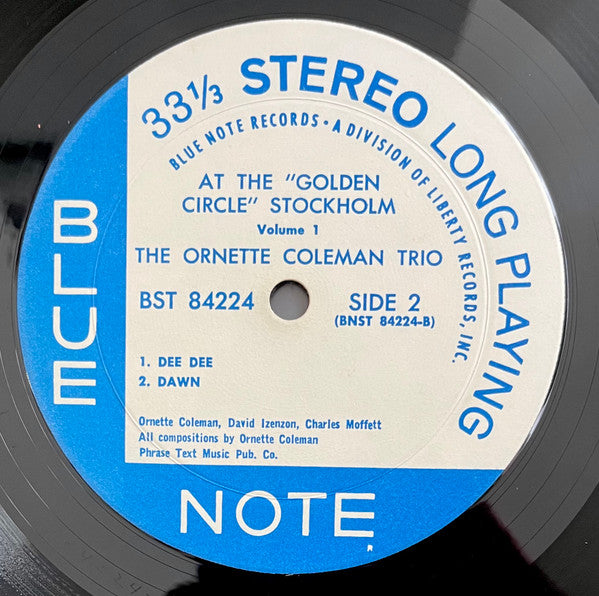 33⅓ STEREO LONG PLAYING
BLUE NOTE RECORDS • A DIVISION OF LIBERTY RECORDS, INC.
AT THE "GOLDEN
CIRCLE" STOCKHOLM
Volume 1
THE ORNETTE COLEMAN TRIO
BST 84224 SIDE 2
(BNST 84224-B)
1. DEE DEE
2. DAWN
Ornette Coleman, David Izenzon, Charles Moffett
All compositions by Ornette Coleman
Phrase Text Music Pub. Co.
BLUE
NOTE
R